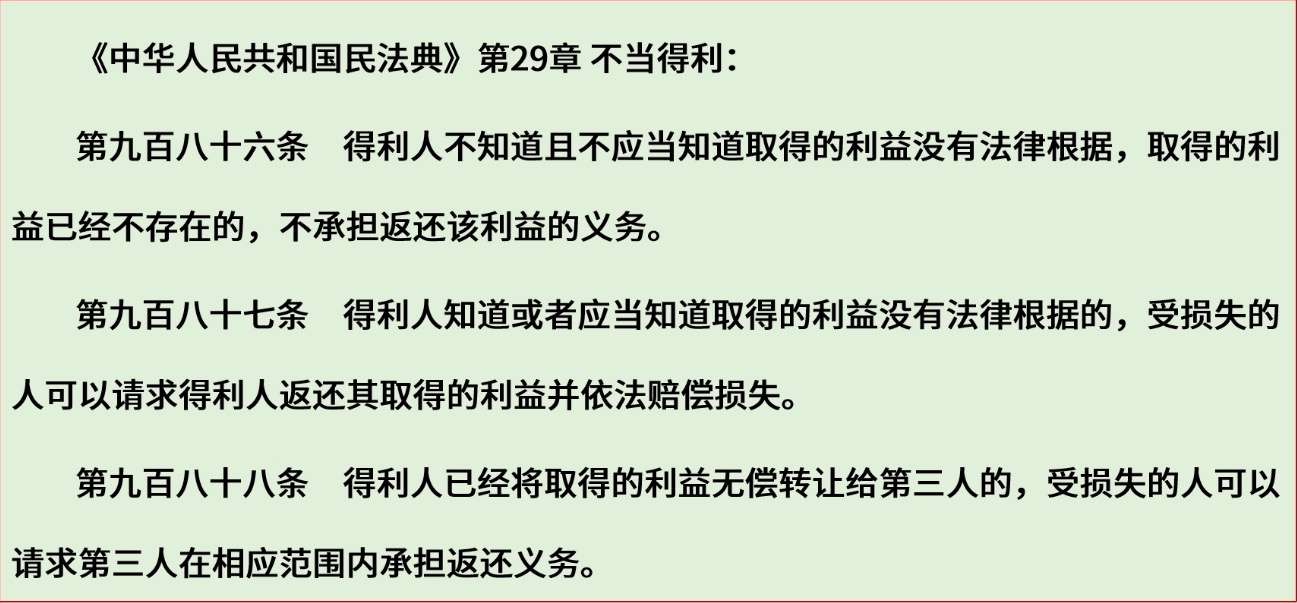 《中华人民共和国民法典》第29章 不当得利：
第九百八十六条　得利人不知道且不应当知道取得的利益没有法律根据，取得的利
益已经不存在的，不承担返还该利益的义务。
第九百八十七条　得利人知道或者应当知道取得的利益没有法律根据的，受损失的
人可以请求得利人返还其取得的利益并依法赔偿损失。
第九百八十八条　得利人已经将取得的利益无偿转让给第三人的，受损失的人可以
请求第三人在相应范围内承担返还义务。